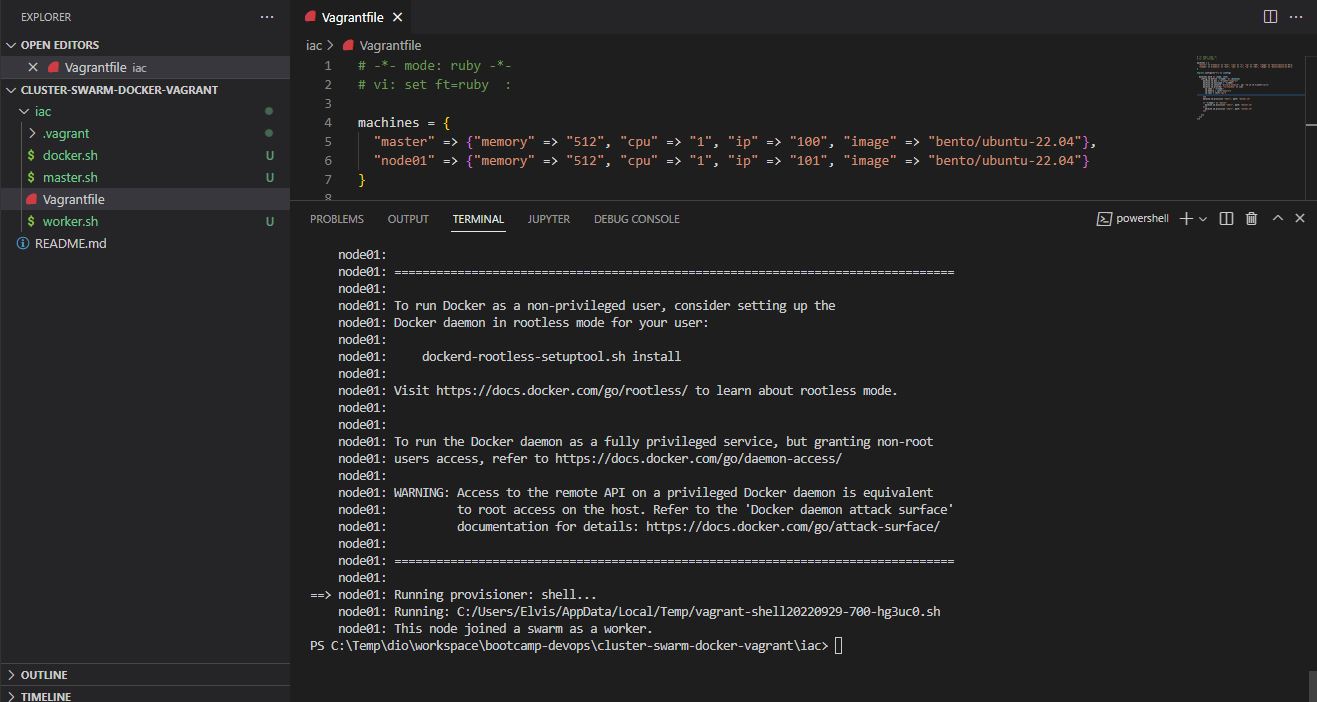 EXPLORER
OPEN EDITORS
Vagrantfile iac
CLUSTER-SWARM-DOCKER-VAGRANT
iac
.vagrant
$ docker.sh U
$ master.sh U
Vagrantfile
$ worker.sh U
README.md
OUTLINE
TIMELINE
Vagrantfile
iac > Vagrantfile
1 # -*- mode: ruby -*-
2 # vi: set ft=ruby  :
3
4 machines = {
5   "master" => {"memory" => "512", "cpu" => "1", "ip" => "100", "image" => "bento/ubuntu-22.04"},
6   "node01" => {"memory" => "512", "cpu" => "1", "ip" => "101", "image" => "bento/ubuntu-22.04"}
7 }
8
PROBLEMS OUTPUT TERMINAL JUPYTER DEBUG CONSOLE
powershell
node01:
node01: ================================================================================
node01:
node01: To run Docker as a non-privileged user, consider setting up the
node01: Docker daemon in rootless mode for your user:
node01:
node01:     dockerd-rootless-setuptool.sh install
node01:
node01: Visit https://docs.docker.com/go/rootless/ to learn about rootless mode.
node01:
node01:
node01: To run the Docker daemon as a fully privileged service, but granting non-root
node01: users access, refer to https://docs.docker.com/go/daemon-access/
node01:
node01: WARNING: Access to the remote API on a privileged Docker daemon is equivalent
node01:          to root access on the host. Refer to the 'Docker daemon attack surface'
node01:          documentation for details: https://docs.docker.com/go/attack-surface/
node01:
node01: ================================================================================
node01:
==> node01: Running provisioner: shell...
node01: Running: C:/Users/Elvis/AppData/Local/Temp/vagrant-shell20220929-700-hg3uc0.sh
node01: This node joined a swarm as a worker.
PS C:\Temp\dio\workspace\bootcamp-devops\cluster-swarm-docker-vagrant\iac>